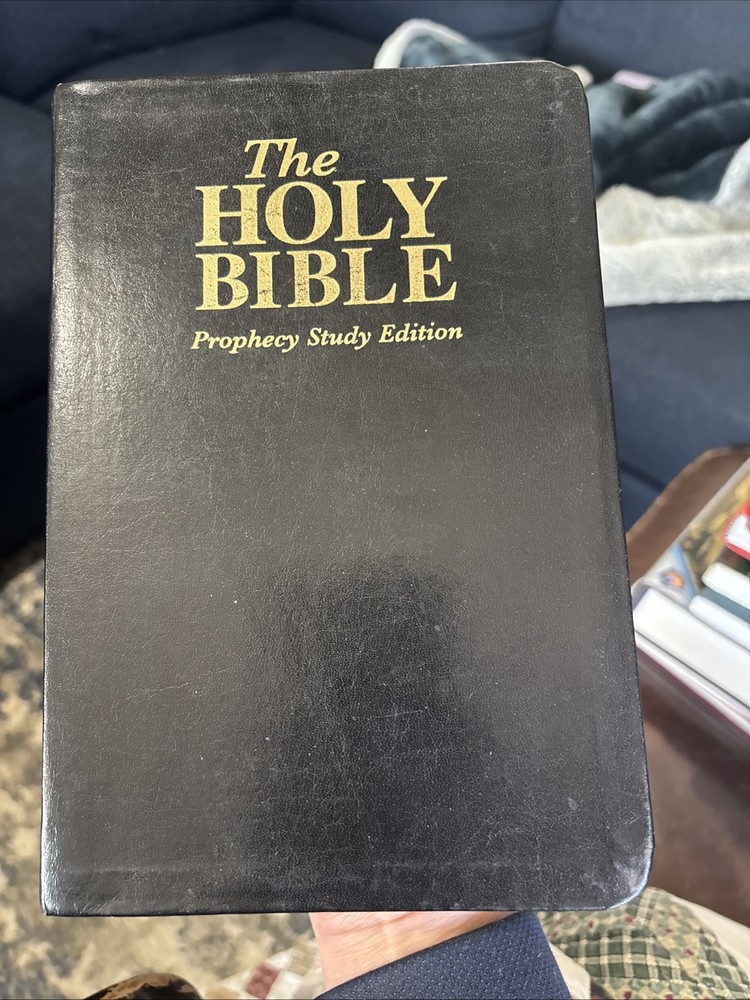 The
HOLY
BIBLE
Prophecy Study Edition